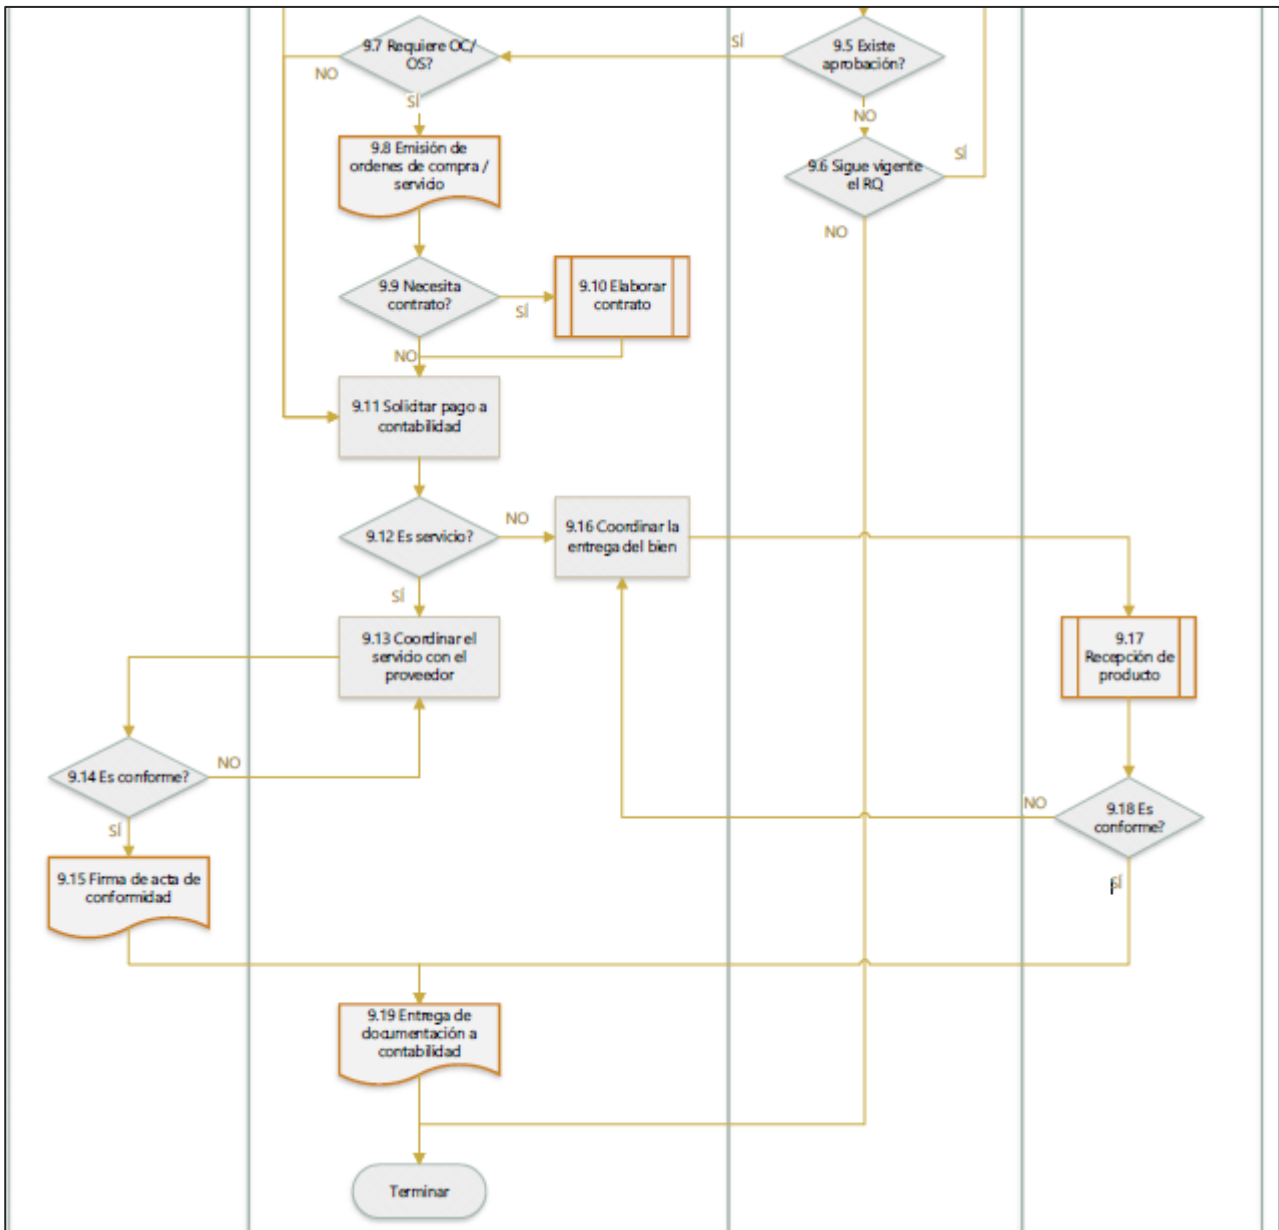 9.7 Requiere OC/
OS?
NO
SÍ
SÍ
9.5 Existe
aprobación?
NO
9.6 Sigue vigente
el RQ
SÍ
NO
9.8 Emisión de
ordenes de compra /
servicio
9.9 Necesita
contrato?
SÍ
NO
9.10 Elaborar
contrato
9.11 Solicitar pago a
contabilidad
9.12 Es servicio?
NO
SÍ
9.16 Coordinar la
entrega del bien
9.13 Coordinar el
servicio con el
proveedor
9.17
Recepción de
producto
9.14 Es conforme?
NO
SÍ
9.18 Es
conforme?
NO
SÍ
9.15 Firma de acta de
conformidad
9.19 Entrega de
documentación a
contabilidad
Terminar